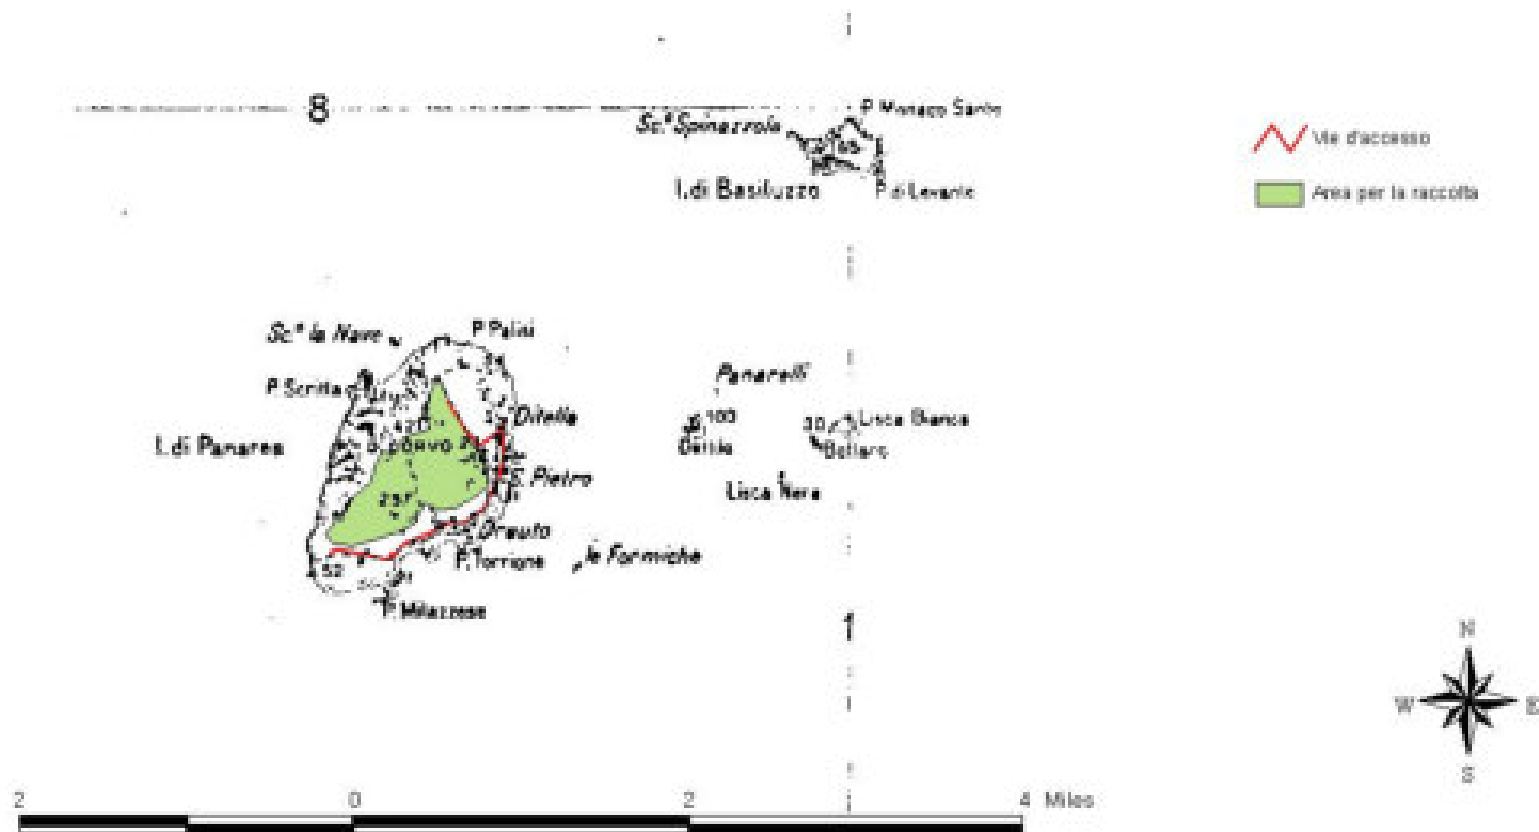 8
P. Monaco Santo
Sc.ª Spinazzola
I.di Basiluzzo
P. di Levante
Vie d'accesso
Area per la raccolta
Sc.ª la Nave
P. Palisi
P. Scritta
I. di Panarea
Ditella
S. Pietro
Drauto
P. Torrione
le Formiche
P. Milazzese
Panarelli
100
Dattilo
30
Lisca Bianca
Bottaro
Lisca Nera
1
N
W
E
S
2
0
2
4 Miles